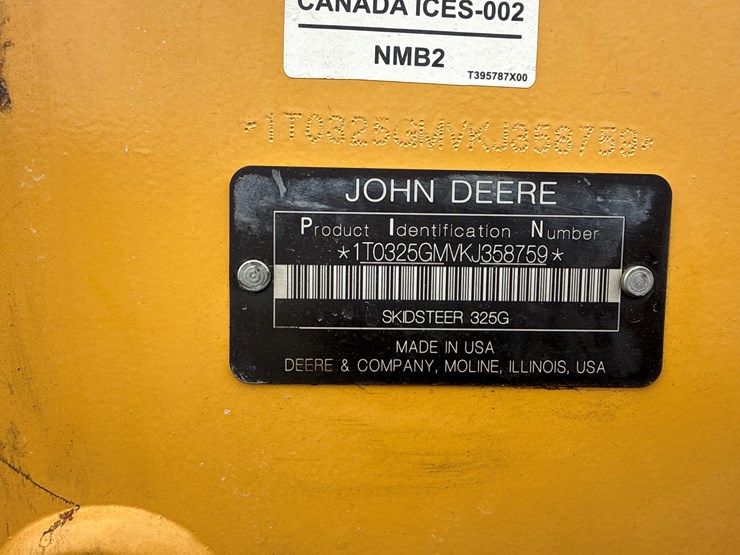 CANADA ICES-002
NMB2
T395787X00
*1T0325GMVKJ358759*
JOHN DEERE
Product Identification Number
*1T0325GMVKJ358759*
SKIDSTEER 325G
MADE IN USA
DEERE & COMPANY, MOLINE, ILLINOIS, USA